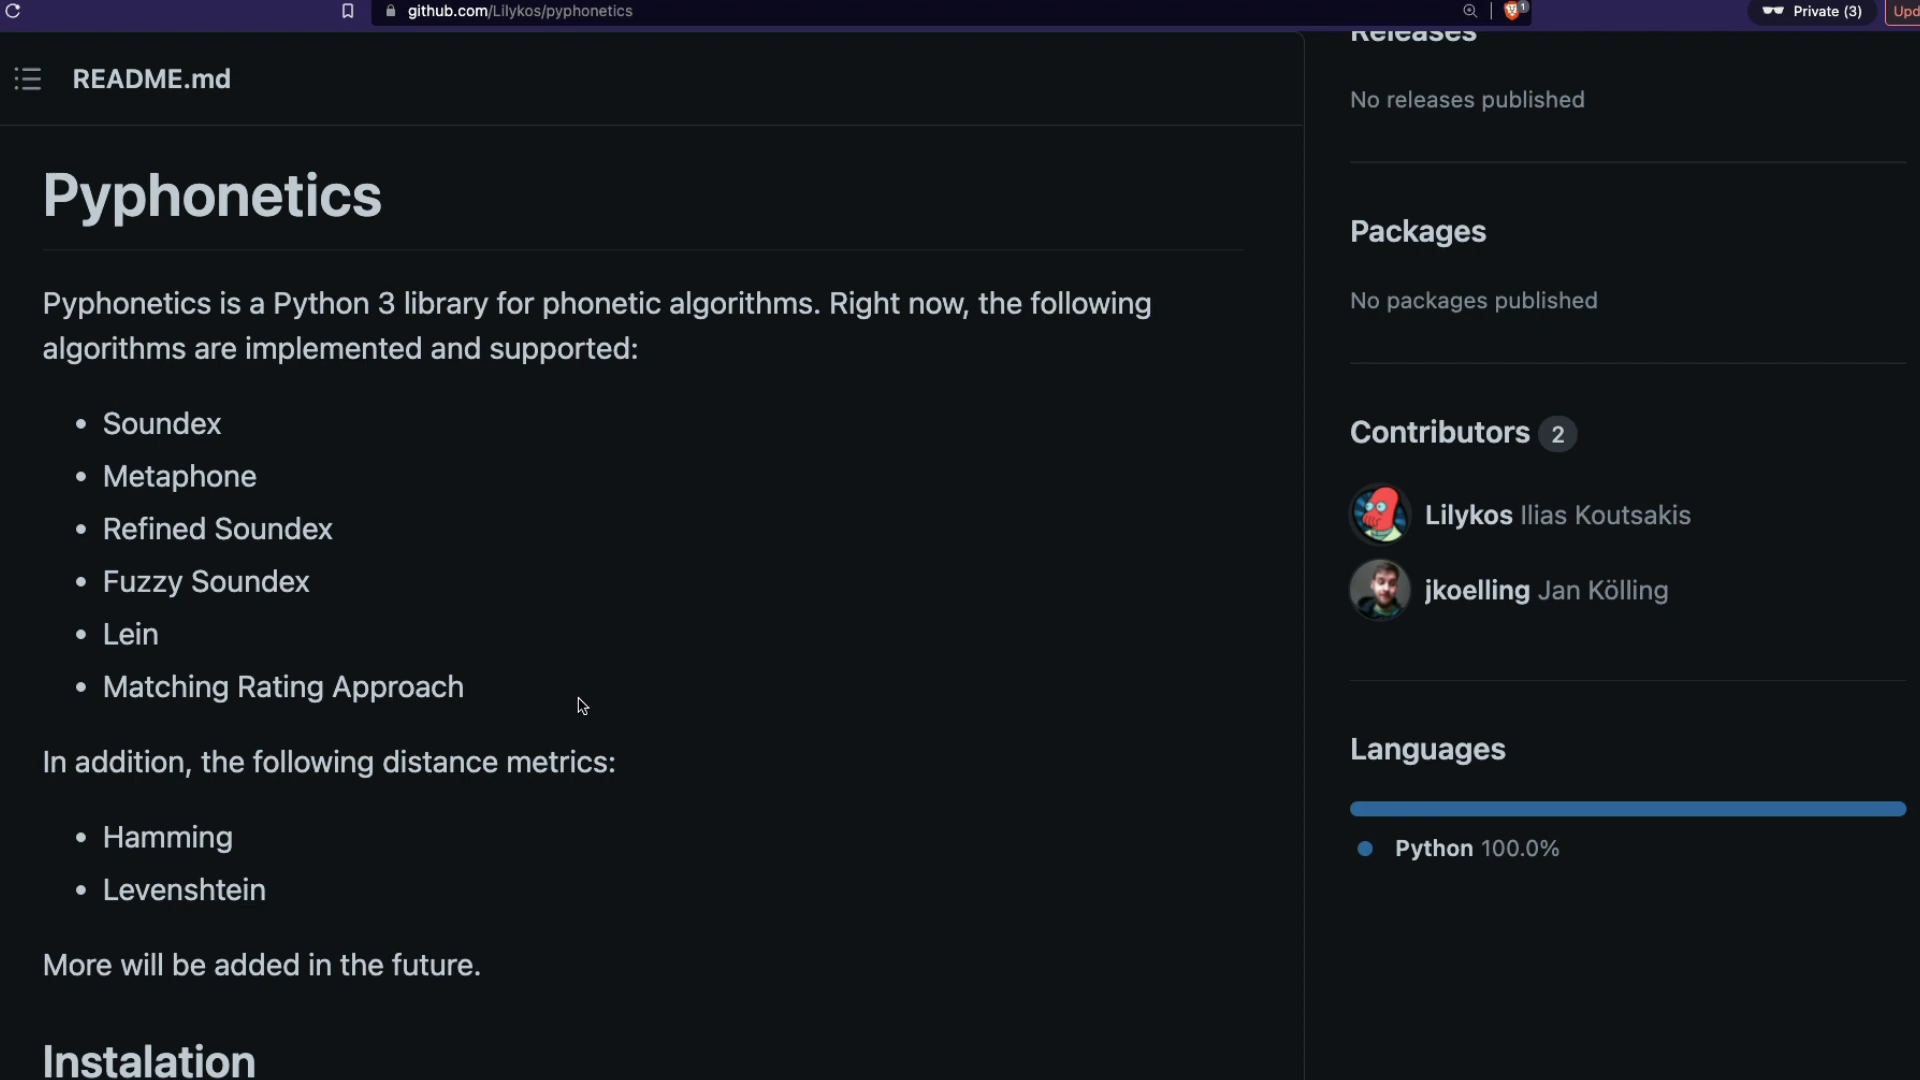 github.com/Lilykos/pyphonetics
1
Private (3)
Upd
README.md
Pyphonetics
Pyphonetics is a Python 3 library for phonetic algorithms. Right now, the following
algorithms are implemented and supported:
• Soundex
• Metaphone
• Refined Soundex
• Fuzzy Soundex
• Lein
• Matching Rating Approach
In addition, the following distance metrics:
• Hamming
• Levenshtein
More will be added in the future.
Instalation
Releases
No releases published
Packages
No packages published
Contributors 2
Lilykos Ilias Koutsakis
jkoelling Jan Kölling
Languages
Python 100.0%